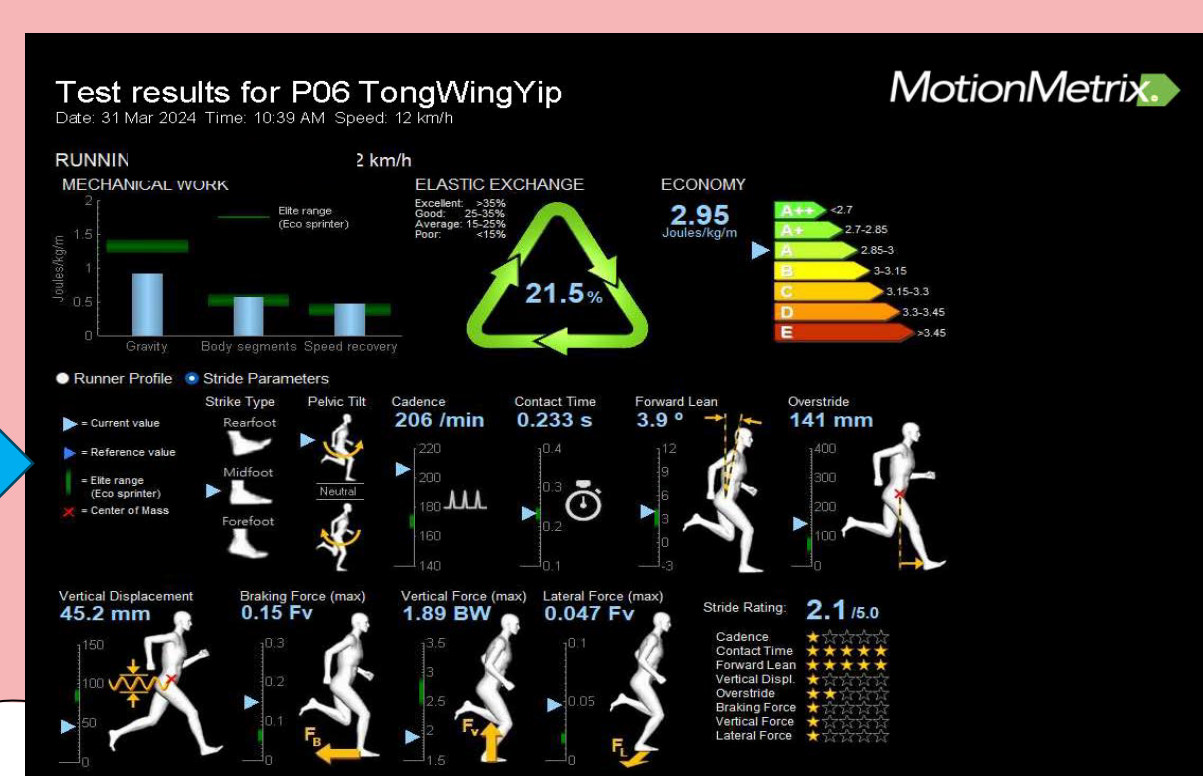 Test results for P06 TongWingYip
MotionMetrix.
Date: 31 Mar 2024 Time: 10:39 AM Speed: 12 km/h
RUNNIN 2 km/h
MECHANICAL WORK
Joules/kg/m
2
1.5
1
0.5
0
Elite range
(Eco sprinter)
Gravity Body segments Speed recovery
ELASTIC EXCHANGE
Excellent: >35%
Good: 25-35%
Average: 15-25%
Poor: <15%
21.5%
ECONOMY
2.95
Joules/kg/m
A++ <2.7
A+ 2.7-2.85
A 2.85-3
B 3-3.15
C 3.15-3.3
D 3.3-3.45
E >3.45
Runner Profile Stride Parameters
= Current value
= Reference value
= Elite range
(Eco sprinter)
= Center of Mass
Strike Type
Rearfoot
Midfoot
Forefoot
Pelvic Tilt
Neutral
Cadence
206 /min
220
200
180
160
140
Contact Time
0.233 s
0.4
0.3
0.2
0.1
Forward Lean
3.9 º
12
9
6
3
0
-3
Overstride
141 mm
400
300
200
100
0
Vertical Displacement
45.2 mm
150
100
50
0
Braking Force (max)
0.15 Fv
0.3
0.2
0.1
0
FB
Vertical Force (max)
1.89 BW
3.5
3
2.5
2
1.5
Fv
Lateral Force (max)
0.047 Fv
0.1
0.05
0
FL
Stride Rating: 2.1 /5.0
Cadence
Contact Time
Forward Lean
Vertical Displ.
Overstride
Braking Force
Vertical Force
Lateral Force